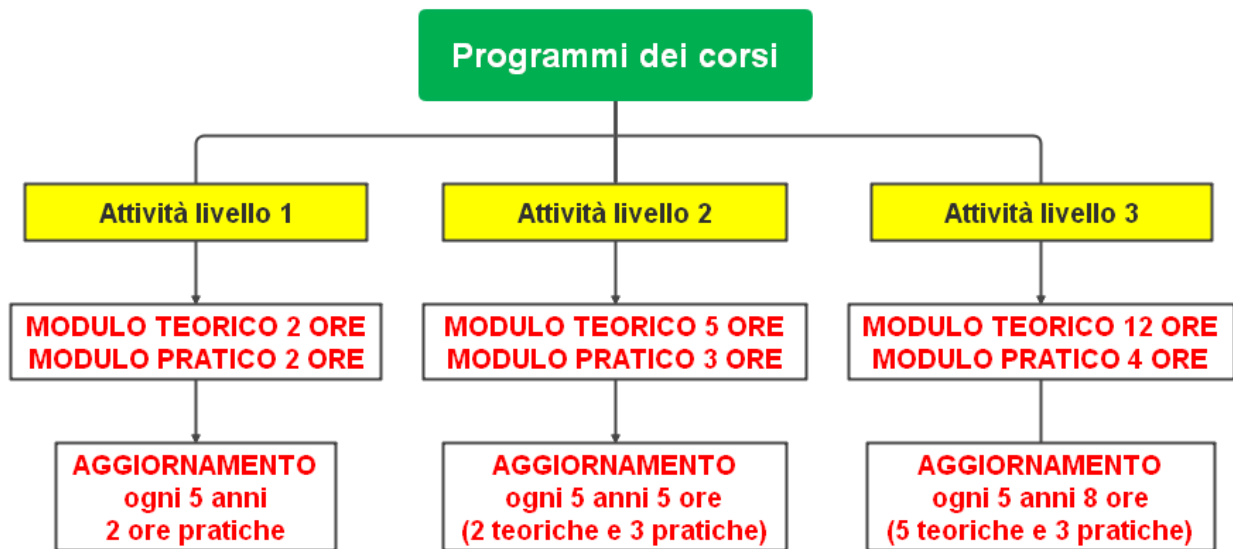 Programmi dei corsi
Attività livello 1
Attività livello 2
Attività livello 3
MODULO TEORICO 2 ORE
MODULO PRATICO 2 ORE
MODULO TEORICO 5 ORE
MODULO PRATICO 3 ORE
MODULO TEORICO 12 ORE
MODULO PRATICO 4 ORE
AGGIORNAMENTO
ogni 5 anni
2 ore pratiche
AGGIORNAMENTO
ogni 5 anni 5 ore
(2 teoriche e 3 pratiche)
AGGIORNAMENTO
ogni 5 anni 8 ore
(5 teoriche e 3 pratiche)